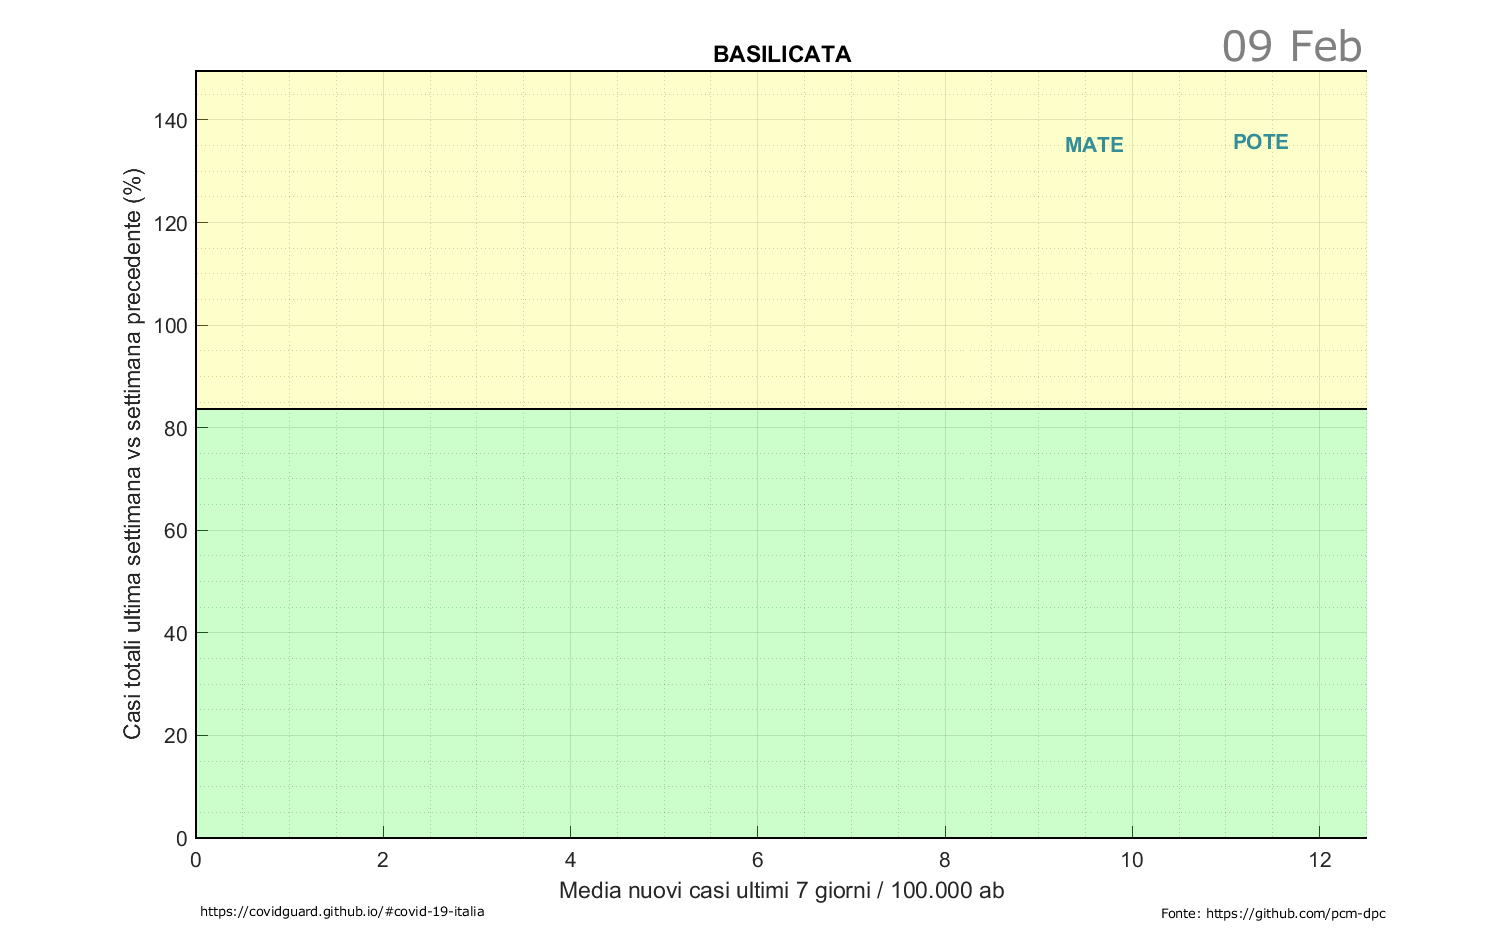 BASILICATA
09 Feb
MATE
POTE
140
120
100
80
60
40
20
0
Casi totali ultima settimana vs settimana precedente (%)
0 2 4 6 8 10 12
Media nuovi casi ultimi 7 giorni / 100.000 ab
https://covidguard.github.io/#covid-19-italia
Fonte: https://github.com/pcm-dpc